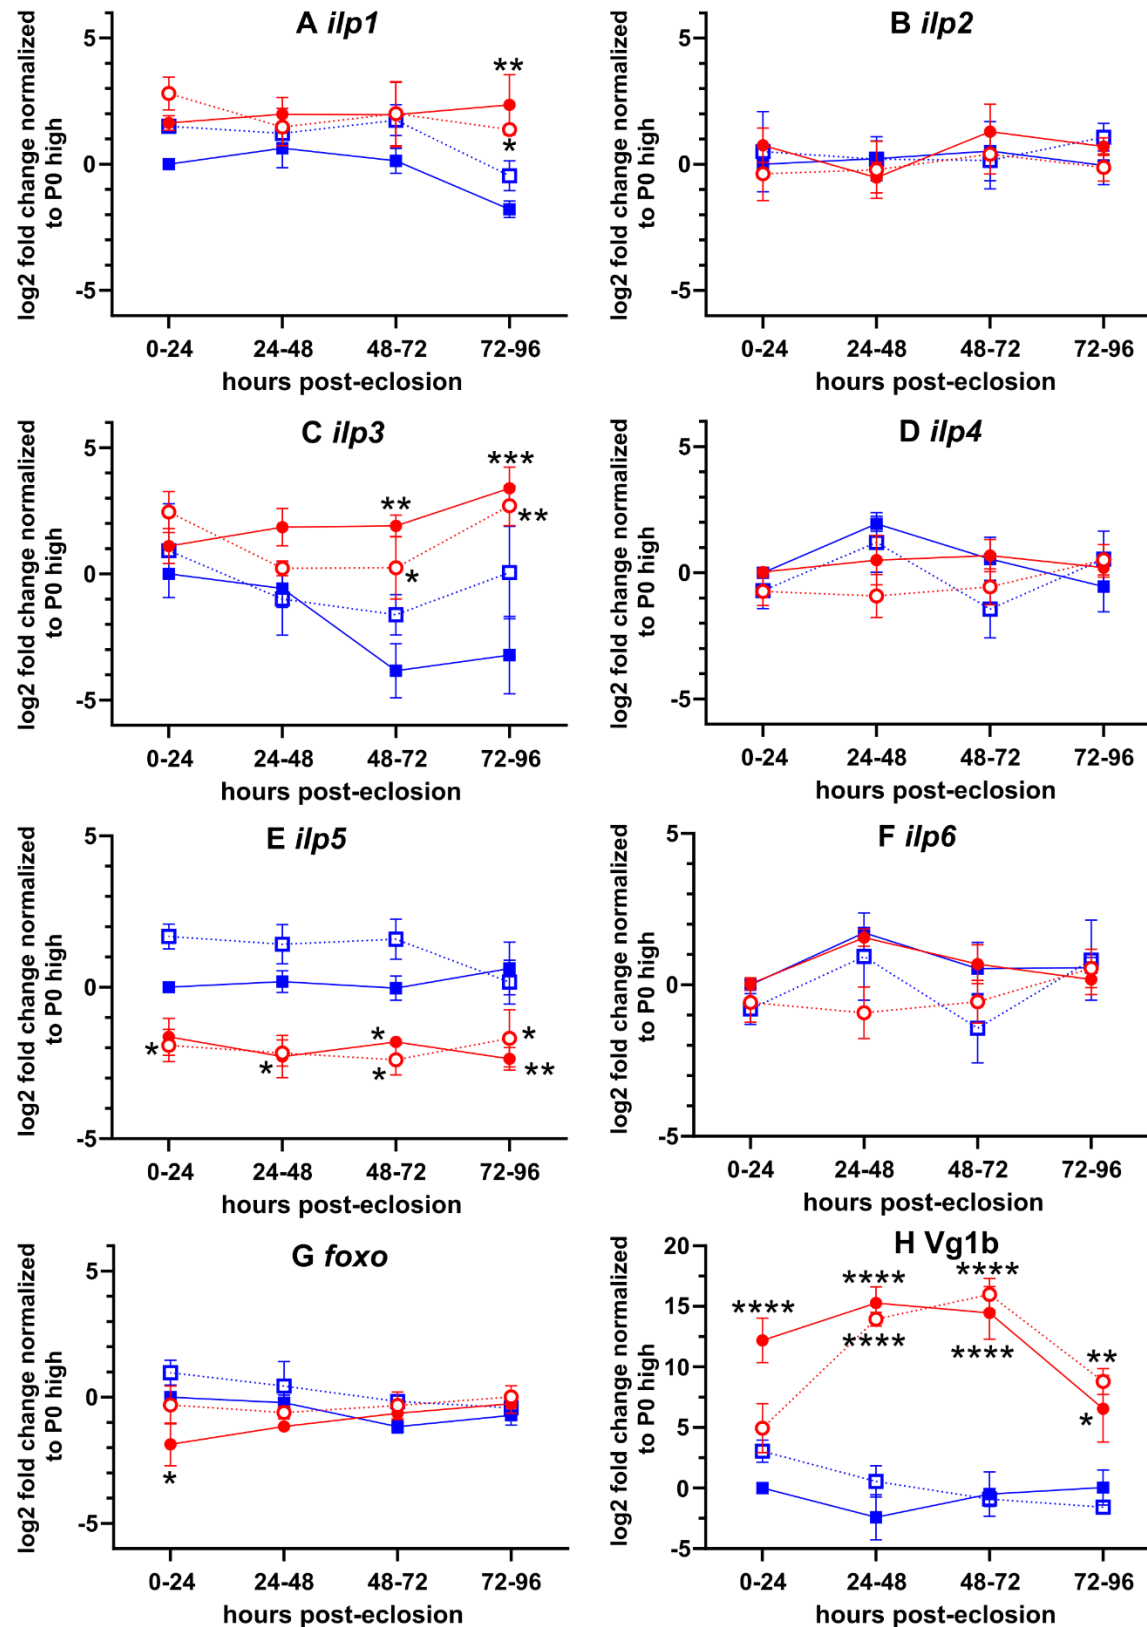 A ilp1
log2 fold change normalized
to P0 high
5
**
0
*
-5
0-24 24-48 48-72 72-96
hours post-eclosion
B ilp2
log2 fold change normalized
to P0 high
5
0
-5
0-24 24-48 48-72 72-96
hours post-eclosion
C ilp3
log2 fold change normalized
to P0 high
5
***
**
**
0
*
-5
0-24 24-48 48-72 72-96
hours post-eclosion
D ilp4
log2 fold change normalized
to P0 high
5
0
-5
0-24 24-48 48-72 72-96
hours post-eclosion
E ilp5
log2 fold change normalized
to P0 high
5
0
* * * * * **
-5
0-24 24-48 48-72 72-96
hours post-eclosion
F ilp6
log2 fold change normalized
to P0 high
5
0
-5
0-24 24-48 48-72 72-96
hours post-eclosion
G foxo
log2 fold change normalized
to P0 high
5
0
*
-5
0-24 24-48 48-72 72-96
hours post-eclosion
H Vg1b
log2 fold change normalized
to P0 high
20
**** ****
15
****
**** ****
10
**
5
*
0
-5
0-24 24-48 48-72 72-96
hours post-eclosion